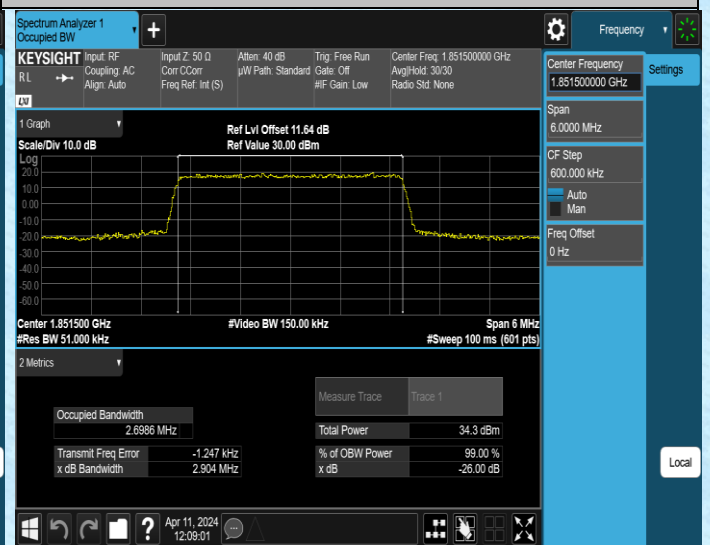 Spectrum Analyzer 1
Occupied BW
+
Frequency
KEYSIGHT
RL
LXI
Input: RF
Coupling: AC
Align: Auto
Input Z: 50 Ω
Corr CCorr
Freq Ref: Int (S)
Atten: 40 dB
µW Path: Standard
Trig: Free Run
Gate: Off
#IF Gain: Low
Center Freq: 1.851500000 GHz
Avg|Hold: 30/30
Radio Std: None
Center Frequency
1.851500000 GHz
Settings
Span
6.0000 MHz
CF Step
600.000 kHz
Auto
Man
Freq Offset
0 Hz
1 Graph
Scale/Div 10.0 dB
Ref Lvl Offset 11.64 dB
Ref Value 30.00 dBm
Log
20.0
10.0
0.00
-10.0
-20.0
-30.0
-40.0
-50.0
-60.0
Center 1.851500 GHz
#Video BW 150.00 kHz
Span 6 MHz
#Res BW 51.000 kHz
#Sweep 100 ms (601 pts)
2 Metrics
Measure Trace
Trace 1
Occupied Bandwidth
2.6986 MHz
Total Power
34.3 dBm
Transmit Freq Error
-1.247 kHz
% of OBW Power
99.00 %
x dB Bandwidth
2.904 MHz
x dB
-26.00 dB
Local
?
Apr 11, 2024
12:09:01